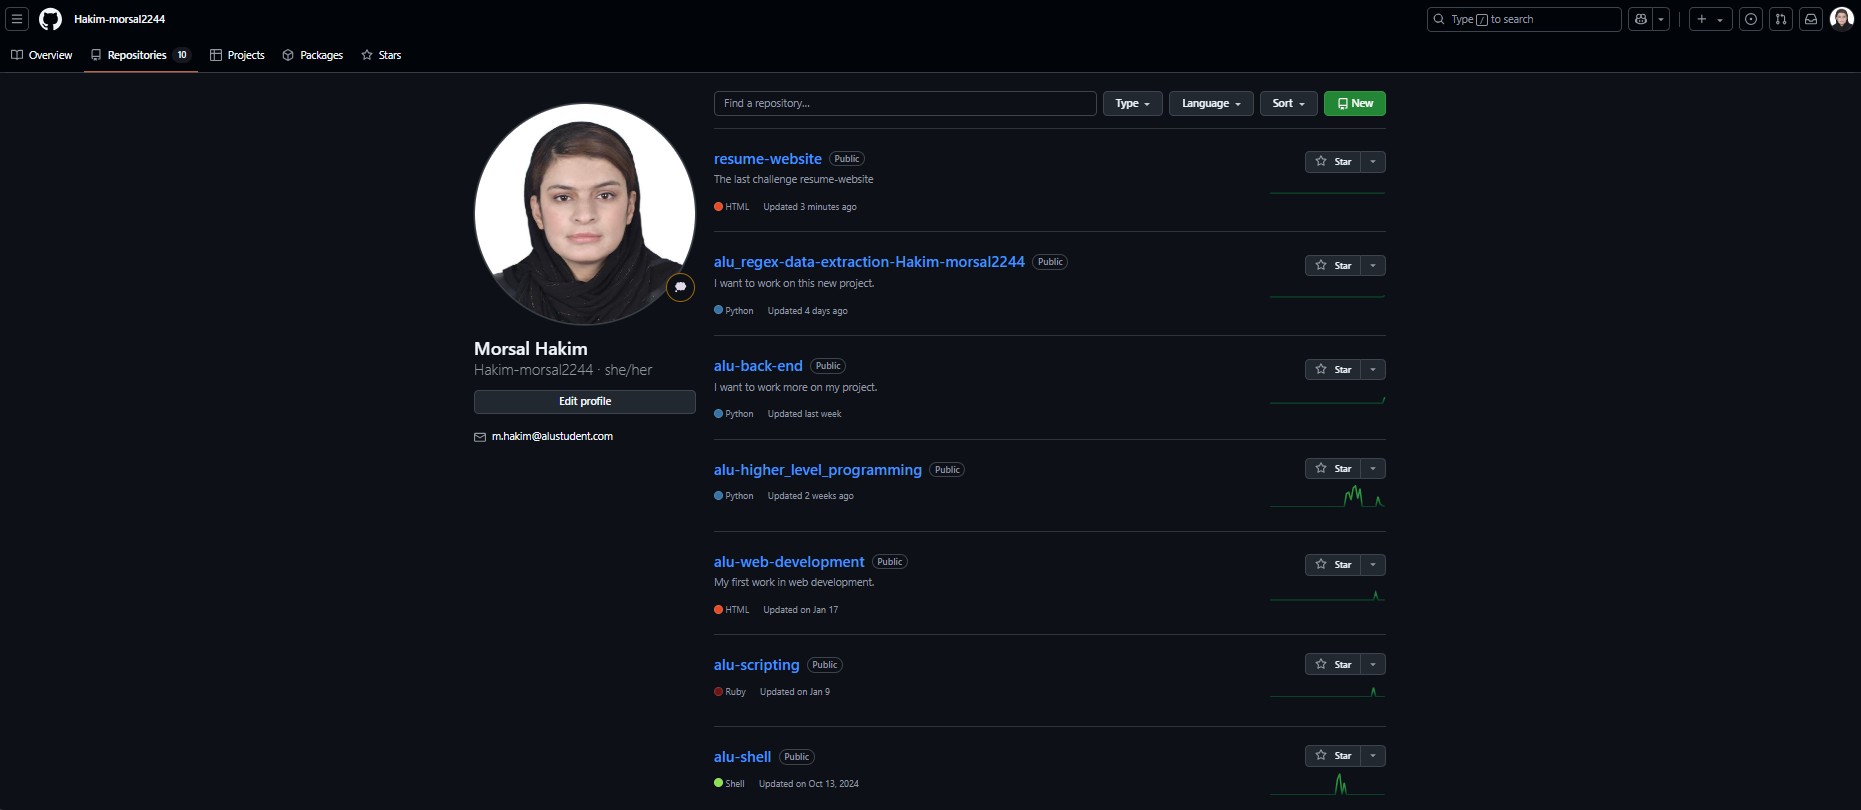 Hakim-morsal2244
Type / to search
Overview Repositories 10 Projects Packages Stars
Find a repository...
Type Language Sort New
Morsal Hakim
Hakim-morsal2244 · she/her
Edit profile
m.hakim@alustudent.com
resume-website Public
Star
The last challenge resume-website
HTML Updated 3 minutes ago
alu_regex-data-extraction-Hakim-morsal2244 Public
Star
I want to work on this new project.
Python Updated 4 days ago
alu-back-end Public
Star
I want to work more on my project.
Python Updated last week
alu-higher_level_programming Public
Star
Python Updated 2 weeks ago
alu-web-development Public
Star
My first work in web development.
HTML Updated on Jan 17
alu-scripting Public
Star
Ruby Updated on Jan 9
alu-shell Public
Star
Shell Updated on Oct 13, 2024